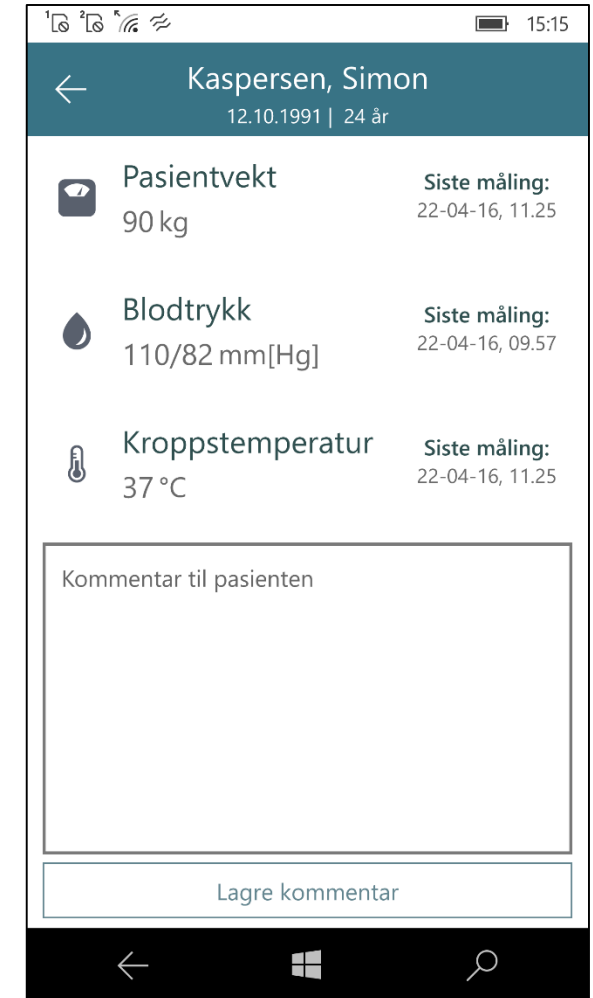 1 2 15:15
Kaspersen, Simon
12.10.1991 | 24 år
Pasientvekt
90 kg
Siste måling:
22-04-16, 11.25
Blodtrykk
110/82 mm[Hg]
Siste måling:
22-04-16, 09.57
Kroppstemperatur
37 °C
Siste måling:
22-04-16, 11.25
Kommentar til pasienten
Lagre kommentar